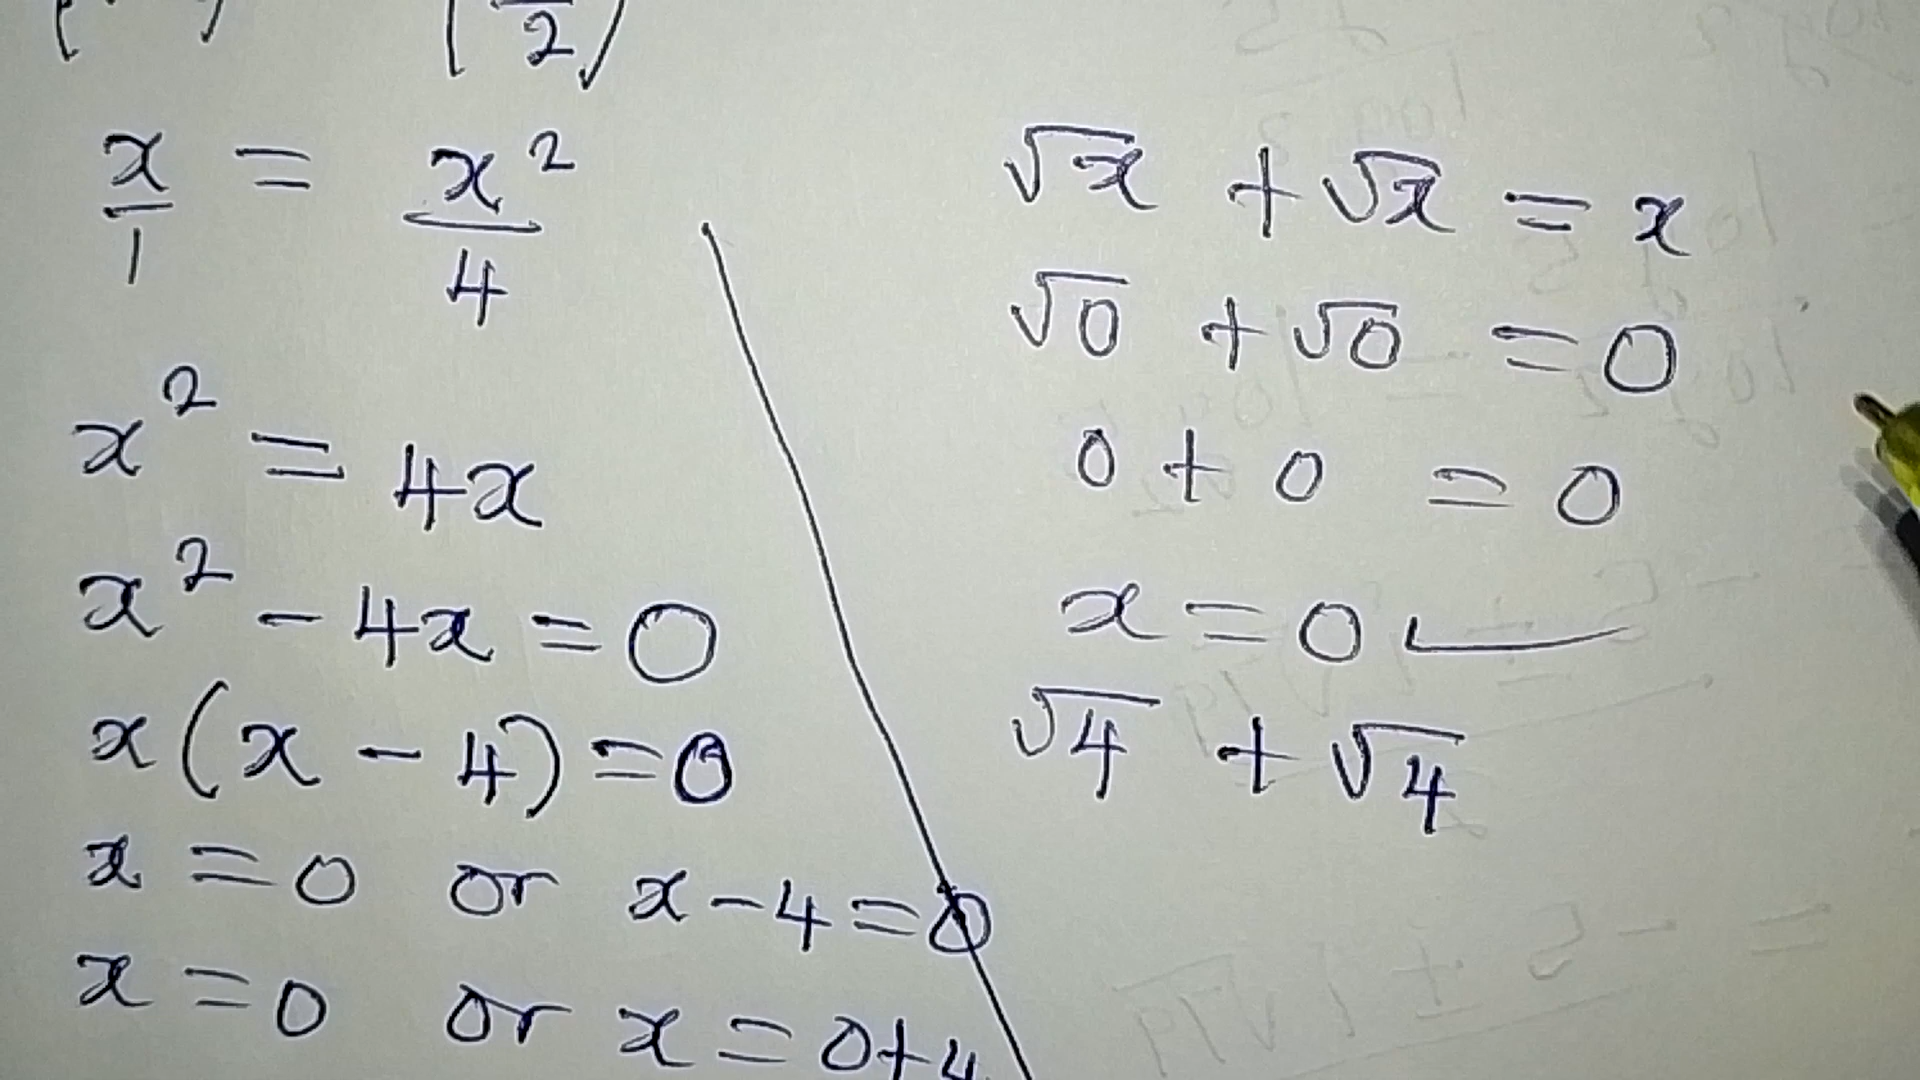 x/1 = x²/4
x² = 4x
x² - 4x = 0
x(x - 4) = 0
x = 0 or x - 4 = 0
x = 0 or x = 0 + 4
√x + √x = x
√0 + √0 = 0
0 + 0 = 0
x = 0
√4 + √4